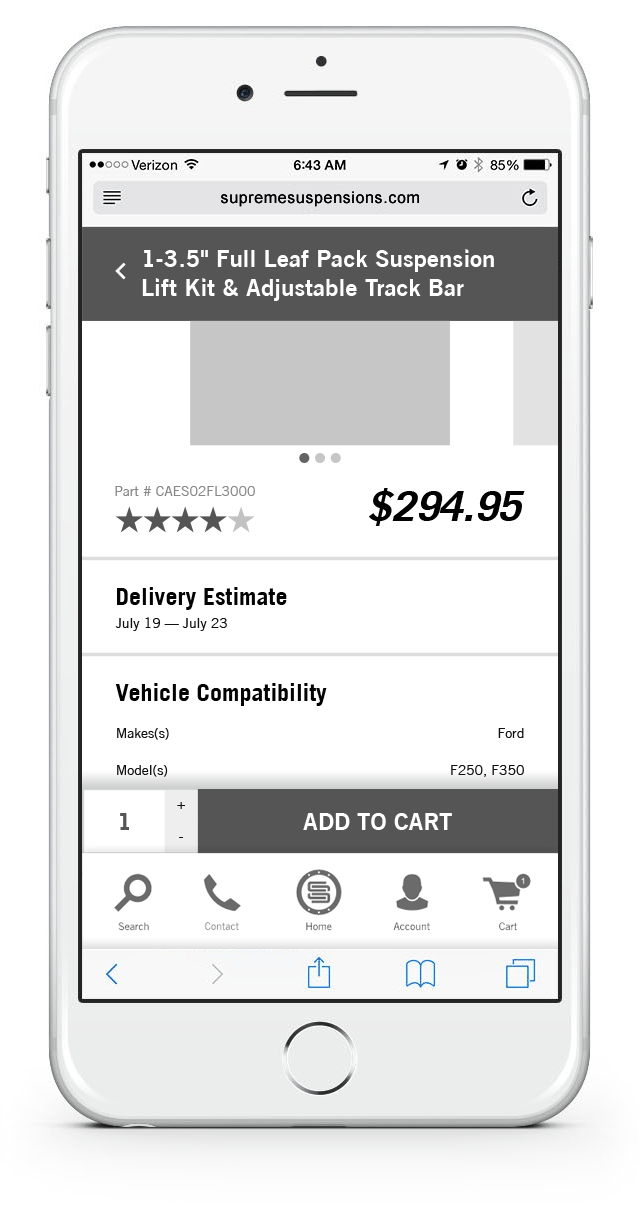 Verizon 6:43 AM 85%
supremesuspensions.com
1-3.5" Full Leaf Pack Suspension
Lift Kit & Adjustable Track Bar
Part # CAES02FL3000
$294.95
Delivery Estimate
July 19 — July 23
Vehicle Compatibility
Makes(s) Ford
Model(s) F250, F350
1 + - ADD TO CART
1
Search Contact Home Account Cart